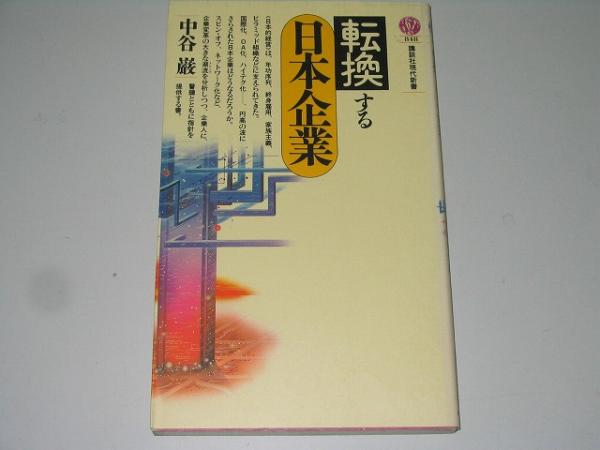 848
講談社現代新書
転換する
日本企業
〈日本的経営〉は、年功序列、終身雇用、家族主義、
ピラミッド組織などに支えられてきた。
国際化、OA化、ハイテク化――、円高の波に
さらされた日本企業はどうなるだろうか。
スピン・オフ、ネットワーク化など、
企業変革の大きな潮流を分析しつつ、企業人に、
警鐘とともに指針を
提供する書。
中谷 巌